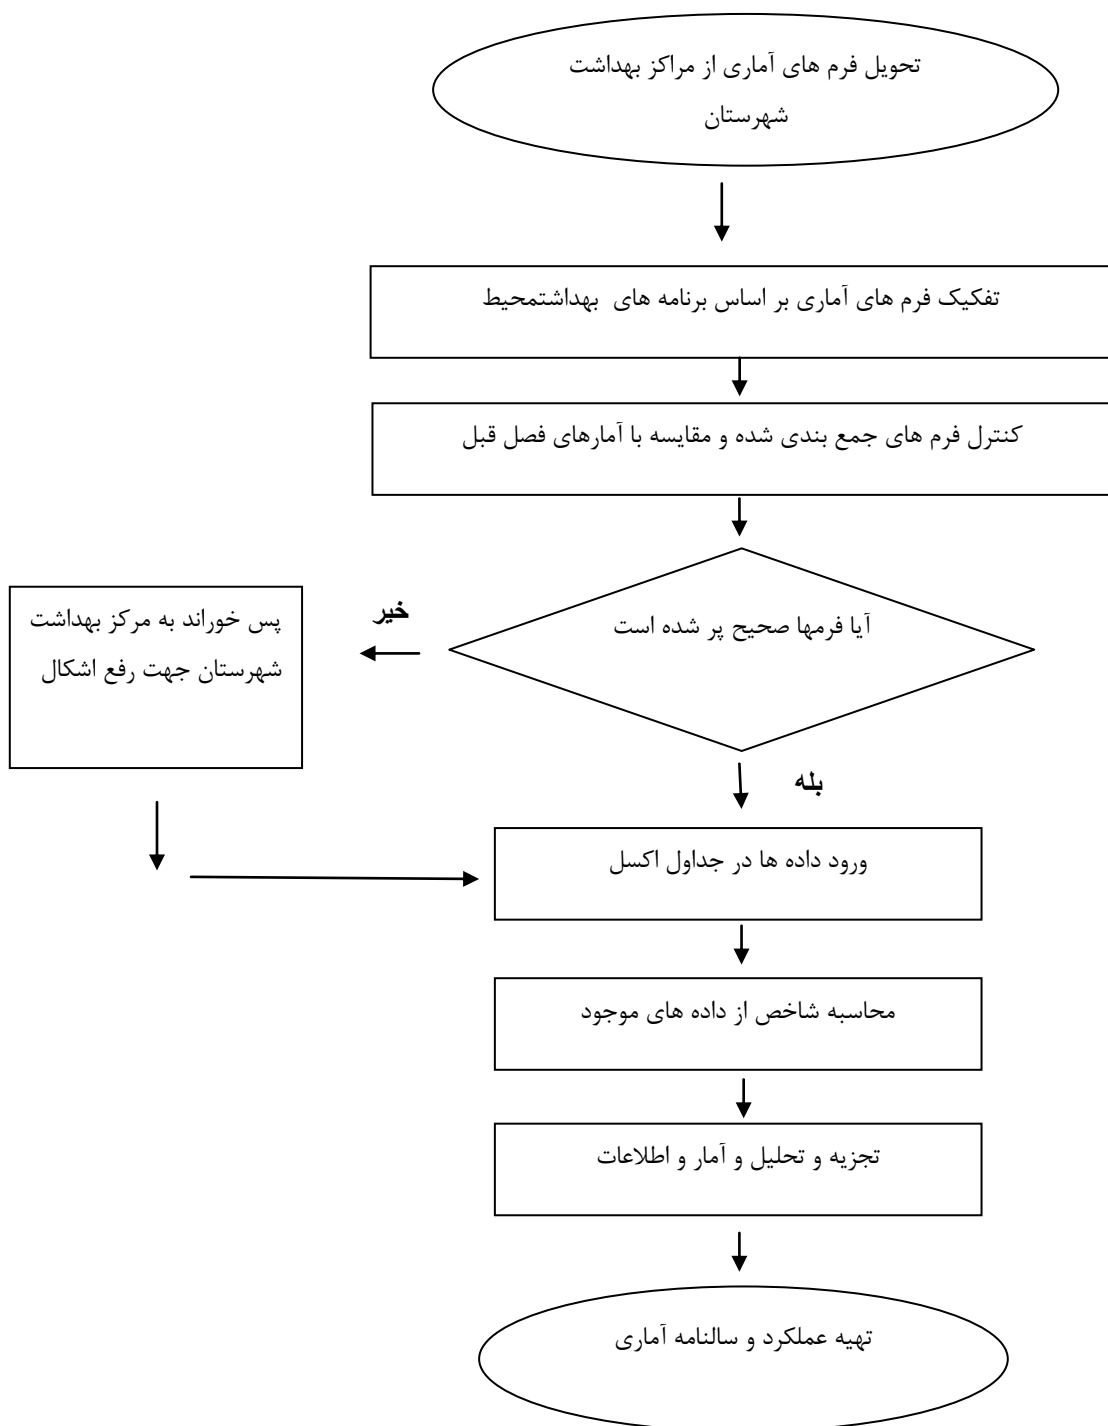 تحویل فرم های آماری از مراکز بهداشت
شهرستان
تفکیک فرم های آماری بر اساس برنامه های بهداشتمحیط
کنترل فرم های جمع بندی شده و مقایسه با آمارهای فصل قبل
آیا فرمها صحیح پر شده است
خیر
پس خوراند به مرکز بهداشت
شهرستان جهت رفع اشکال
بله
ورود داده ها در جداول اکسل
محاسبه شاخص از داده های موجود
تجزیه و تحلیل و آمار و اطلاعات
تهیه عملکرد و سالنامه آماری